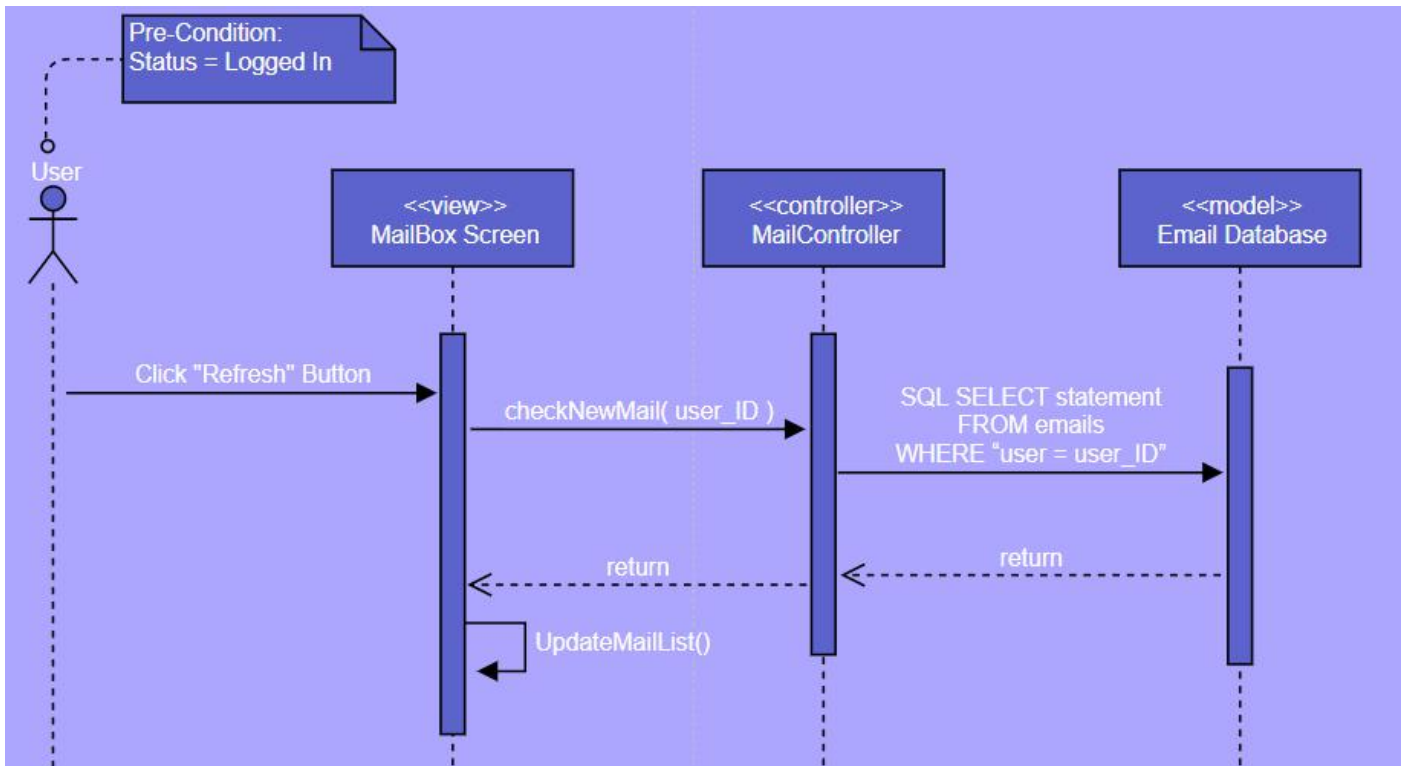 Pre-Condition:
Status = Logged In
User
<<view>>
MailBox Screen
<<controller>>
MailController
<<model>>
Email Database
Click "Refresh" Button
checkNewMail( user_ID )
SQL SELECT statement
FROM emails
WHERE “user = user_ID”
return
return
UpdateMailList()